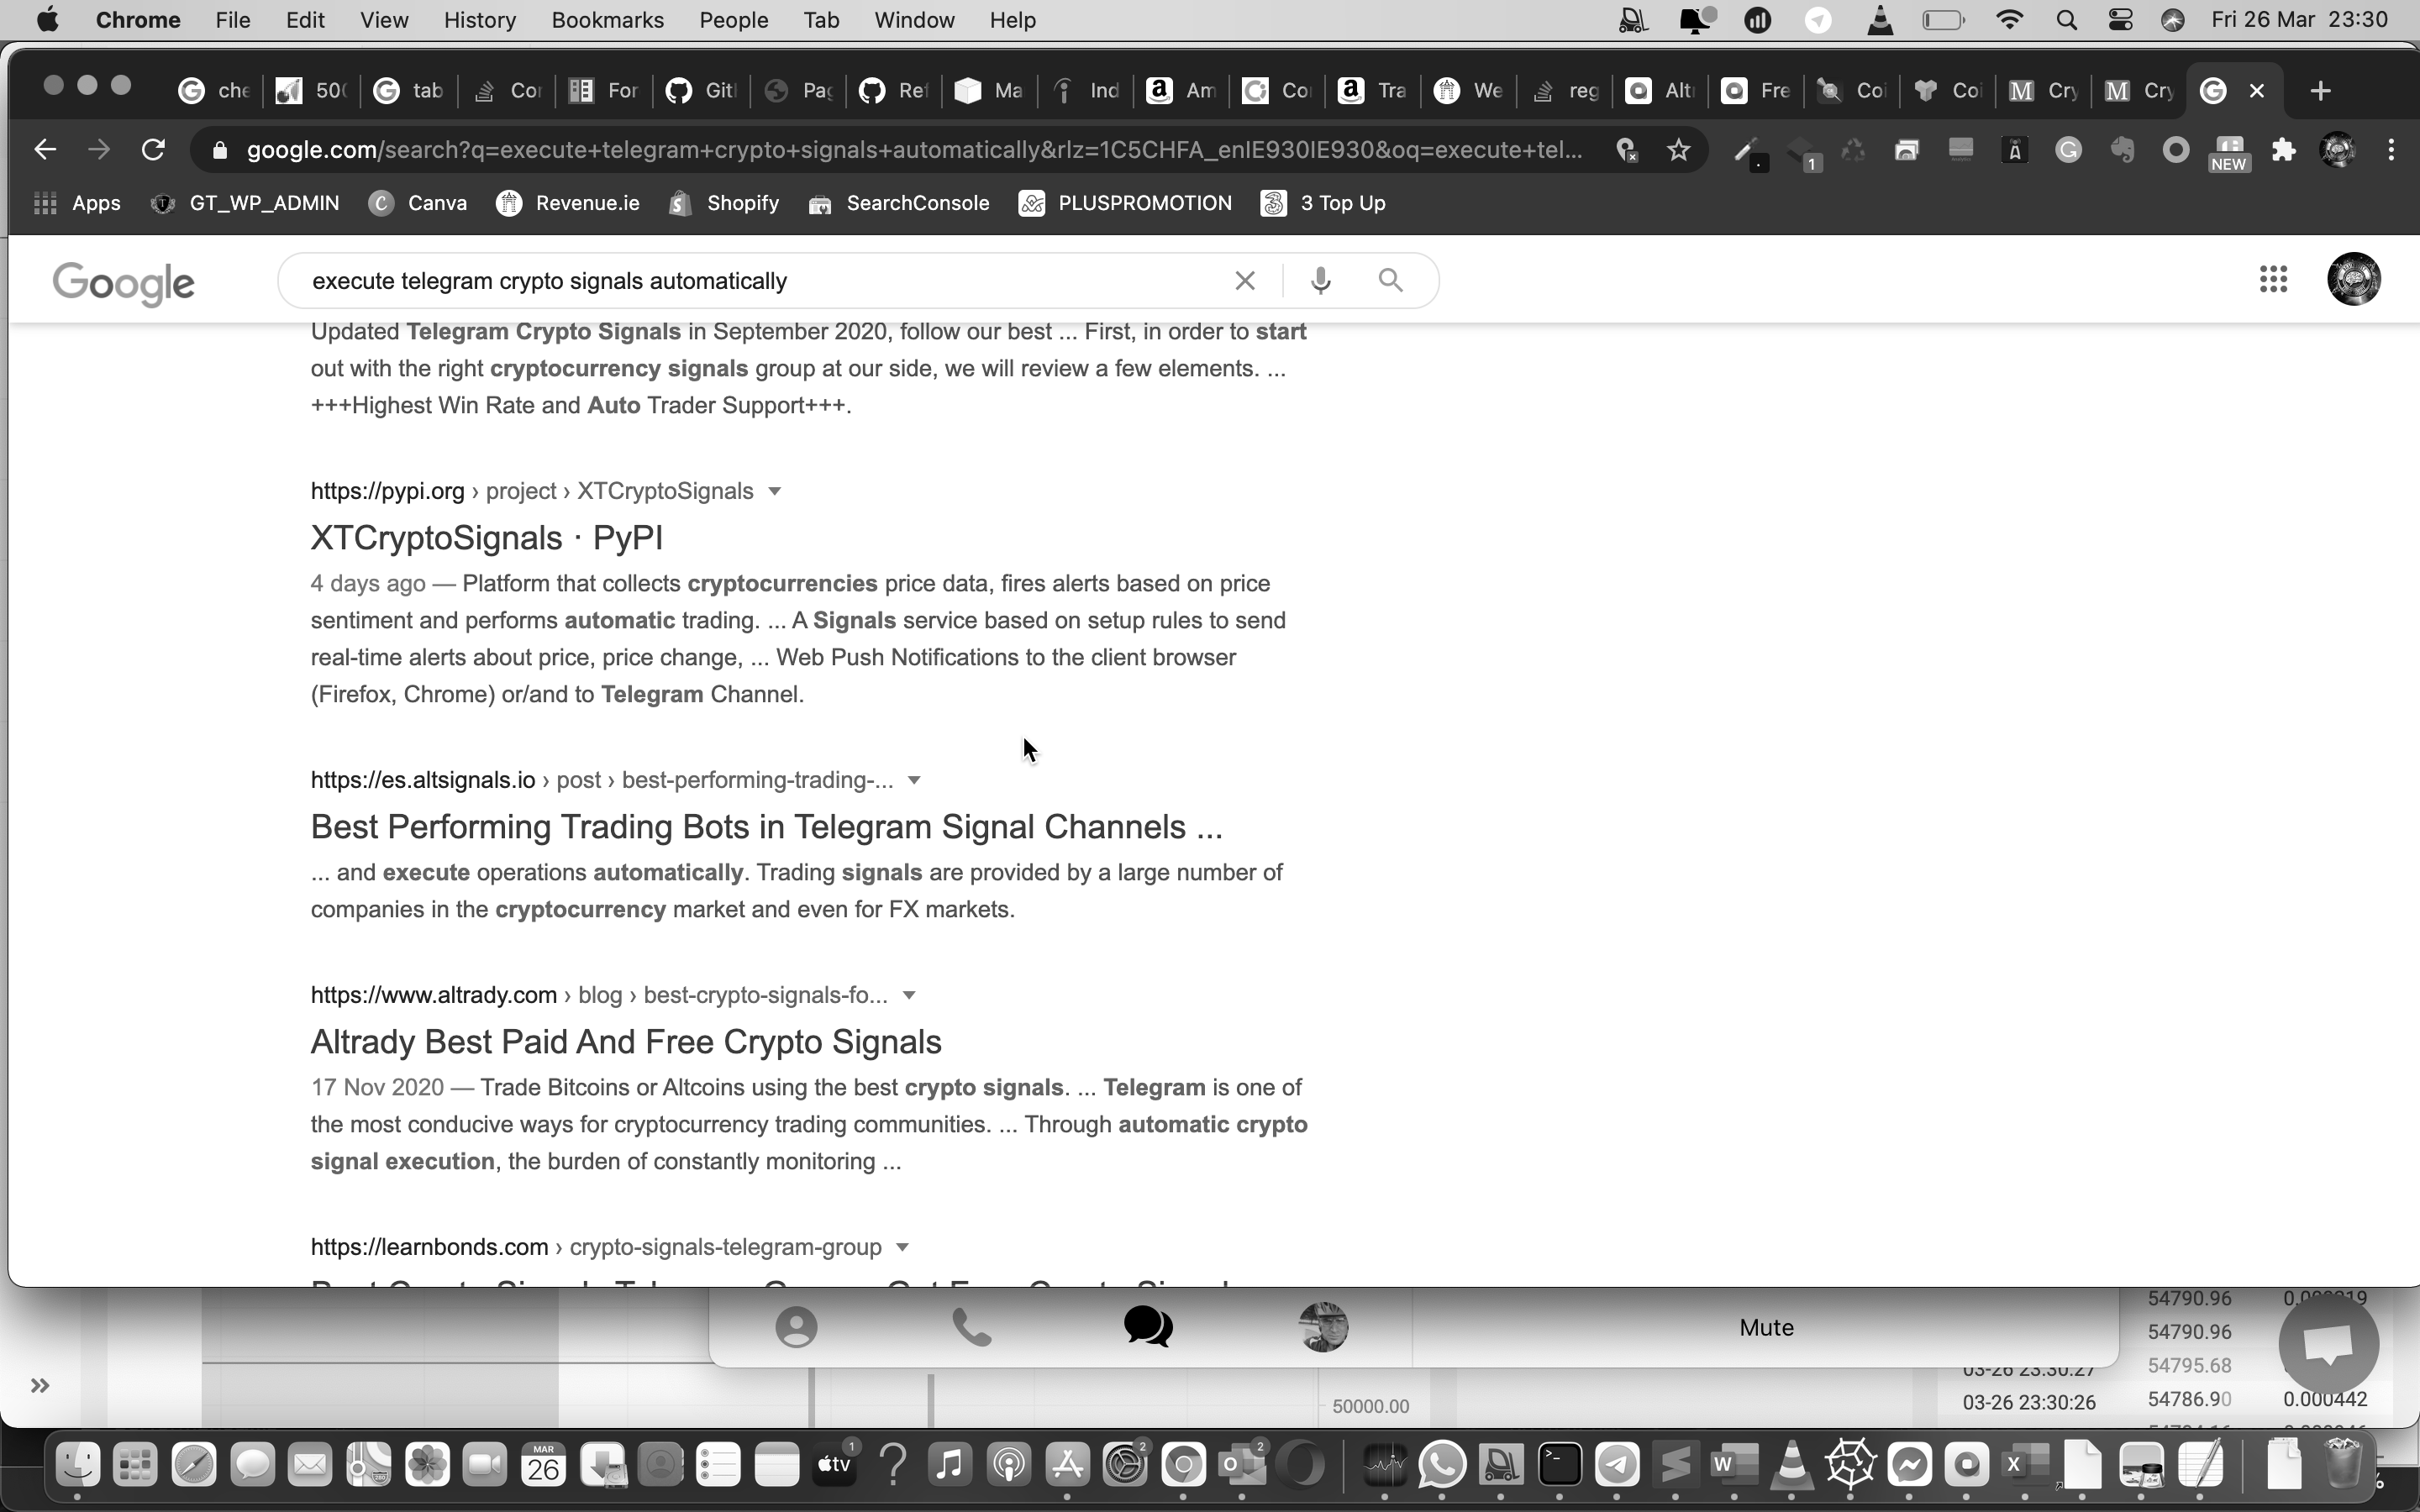 Chrome File Edit View History Bookmarks People Tab Window Help Fri 26 Mar 23:30
che 50 tab Cor For Git Pag Ref Ma Ind Am Co Tra We reg Alt Fre Coi Coi Cry Cry
google.com/search?q=execute+telegram+crypto+signals+automatically&rlz=1C5CHFA_enIE930IE930&oq=execute+tel... 1 NEW
Apps GT_WP_ADMIN Canva Revenue.ie Shopify SearchConsole PLUSPROMOTION 3 Top Up
Google execute telegram crypto signals automatically
Updated Telegram Crypto Signals in September 2020, follow our best ... First, in order to start
out with the right cryptocurrency signals group at our side, we will review a few elements. ...
+++Highest Win Rate and Auto Trader Support+++.
https://pypi.org › project › XTCryptoSignals
XTCryptoSignals · PyPI
4 days ago — Platform that collects cryptocurrencies price data, fires alerts based on price
sentiment and performs automatic trading. ... A Signals service based on setup rules to send
real-time alerts about price, price change, ... Web Push Notifications to the client browser
(Firefox, Chrome) or/and to Telegram Channel.
https://es.altsignals.io › post › best-performing-trading-...
Best Performing Trading Bots in Telegram Signal Channels ...
... and execute operations automatically. Trading signals are provided by a large number of
companies in the cryptocurrency market and even for FX markets.
https://www.altrady.com › blog › best-crypto-signals-fo...
Altrady Best Paid And Free Crypto Signals
17 Nov 2020 — Trade Bitcoins or Altcoins using the best crypto signals. ... Telegram is one of
the most conducive ways for cryptocurrency trading communities. ... Through automatic crypto
signal execution, the burden of constantly monitoring ...
https://learnbonds.com › crypto-signals-telegram-group
54790.96
Mute
54790.96
03-26 23:30:27 54795.68
03-26 23:30:26 54786.90 0.000442
50000.00
MAR
26
tv 1 2 2